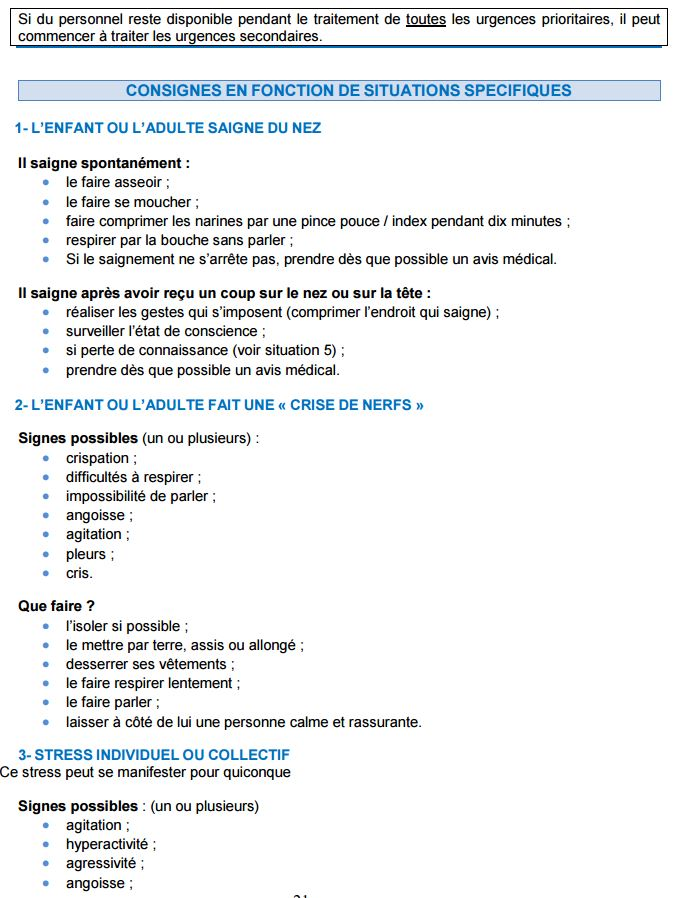 Si du personnel reste disponible pendant le traitement de toutes les urgences prioritaires, il peut
commencer à traiter les urgences secondaires.
CONSIGNES EN FONCTION DE SITUATIONS SPECIFIQUES
1- L'ENFANT OU L'ADULTE SAIGNE DU NEZ
Il saigne spontanément :
• le faire asseoir ;
• le faire se moucher ;
• faire comprimer les narines par une pince pouce / index pendant dix minutes ;
• respirer par la bouche sans parler ;
• Si le saignement ne s'arrête pas, prendre dès que possible un avis médical.
Il saigne après avoir reçu un coup sur le nez ou sur la tête :
• réaliser les gestes qui s'imposent (comprimer l'endroit qui saigne) ;
• surveiller l'état de conscience ;
• si perte de connaissance (voir situation 5) ;
• prendre dès que possible un avis médical.
2- L'ENFANT OU L'ADULTE FAIT UNE « CRISE DE NERFS »
Signes possibles (un ou plusieurs) :
• crispation ;
• difficultés à respirer ;
• impossibilité de parler ;
• angoisse ;
• agitation ;
• pleurs ;
• cris.
Que faire ?
• l'isoler si possible ;
• le mettre par terre, assis ou allongé ;
• desserrer ses vêtements ;
• le faire respirer lentement ;
• le faire parler ;
• laisser à côté de lui une personne calme et rassurante.
3- STRESS INDIVIDUEL OU COLLECTIF
Ce stress peut se manifester pour quiconque
Signes possibles : (un ou plusieurs)
• agitation ;
• hyperactivité ;
• agressivité ;
• angoisse ;